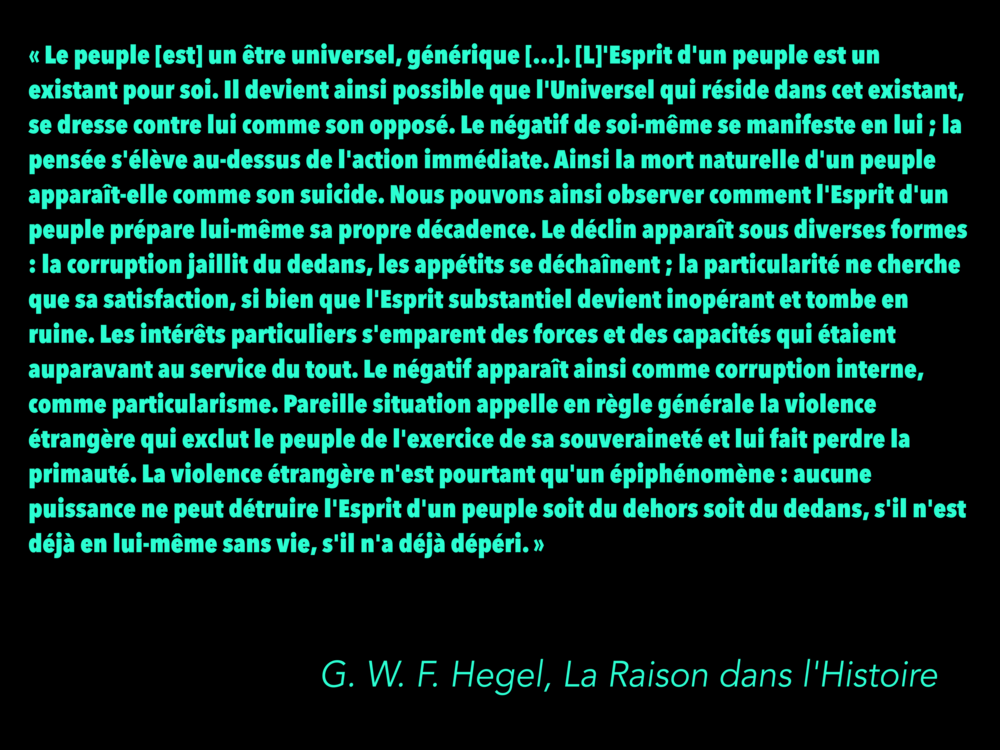 « Le peuple [est] un être universel, générique [...]. [L]'Esprit d'un peuple est un
existant pour soi. Il devient ainsi possible que l'Universel qui réside dans cet existant,
se dresse contre lui comme son opposé. Le négatif de soi-même se manifeste en lui ; la
pensée s'élève au-dessus de l'action immédiate. Ainsi la mort naturelle d'un peuple
apparaît-elle comme son suicide. Nous pouvons ainsi observer comment l'Esprit d'un
peuple prépare lui-même sa propre décadence. Le déclin apparaît sous diverses formes
: la corruption jaillit du dedans, les appétits se déchaînent ; la particularité ne cherche
que sa satisfaction, si bien que l'Esprit substantiel devient inopérant et tombe en
ruine. Les intérêts particuliers s'emparent des forces et des capacités qui étaient
auparavant au service du tout. Le négatif apparaît ainsi comme corruption interne,
comme particularisme. Pareille situation appelle en règle générale la violence
étrangère qui exclut le peuple de l'exercice de sa souveraineté et lui fait perdre la
primauté. La violence étrangère n'est pourtant qu'un épiphénomène : aucune
puissance ne peut détruire l'Esprit d'un peuple soit du dehors soit du dedans, s'il n'est
déjà en lui-même sans vie, s'il n'a déjà dépéri. »
G. W. F. Hegel, La Raison dans l'Histoire